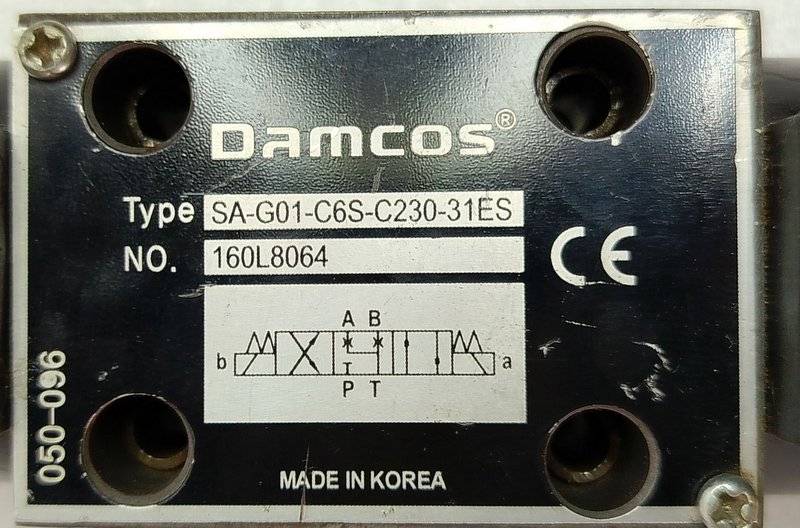 DAMCOS®
Type SA-G01-C6S-C230-31ES
NO. 160L8064
CE
A B
b a
P T
050-096
MADE IN KOREA